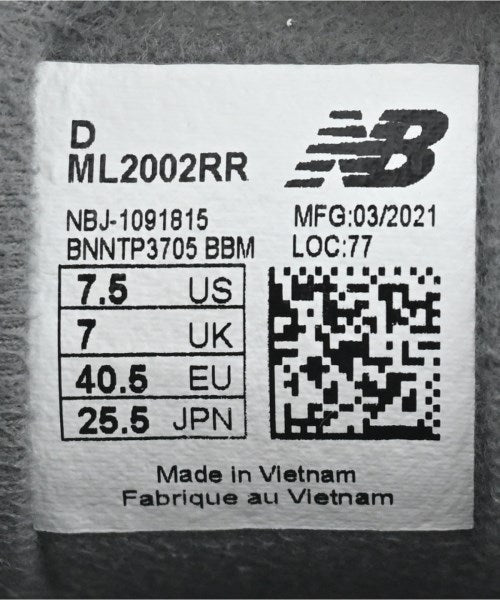 D
ML2002RR
NB
NBJ-1091815
MFG:03/2021
BNNTP3705 BBM
LOC:77
7.5 US
7 UK
40.5 EU
25.5 JPN
Made in Vietnam
Fabrique au Vietnam